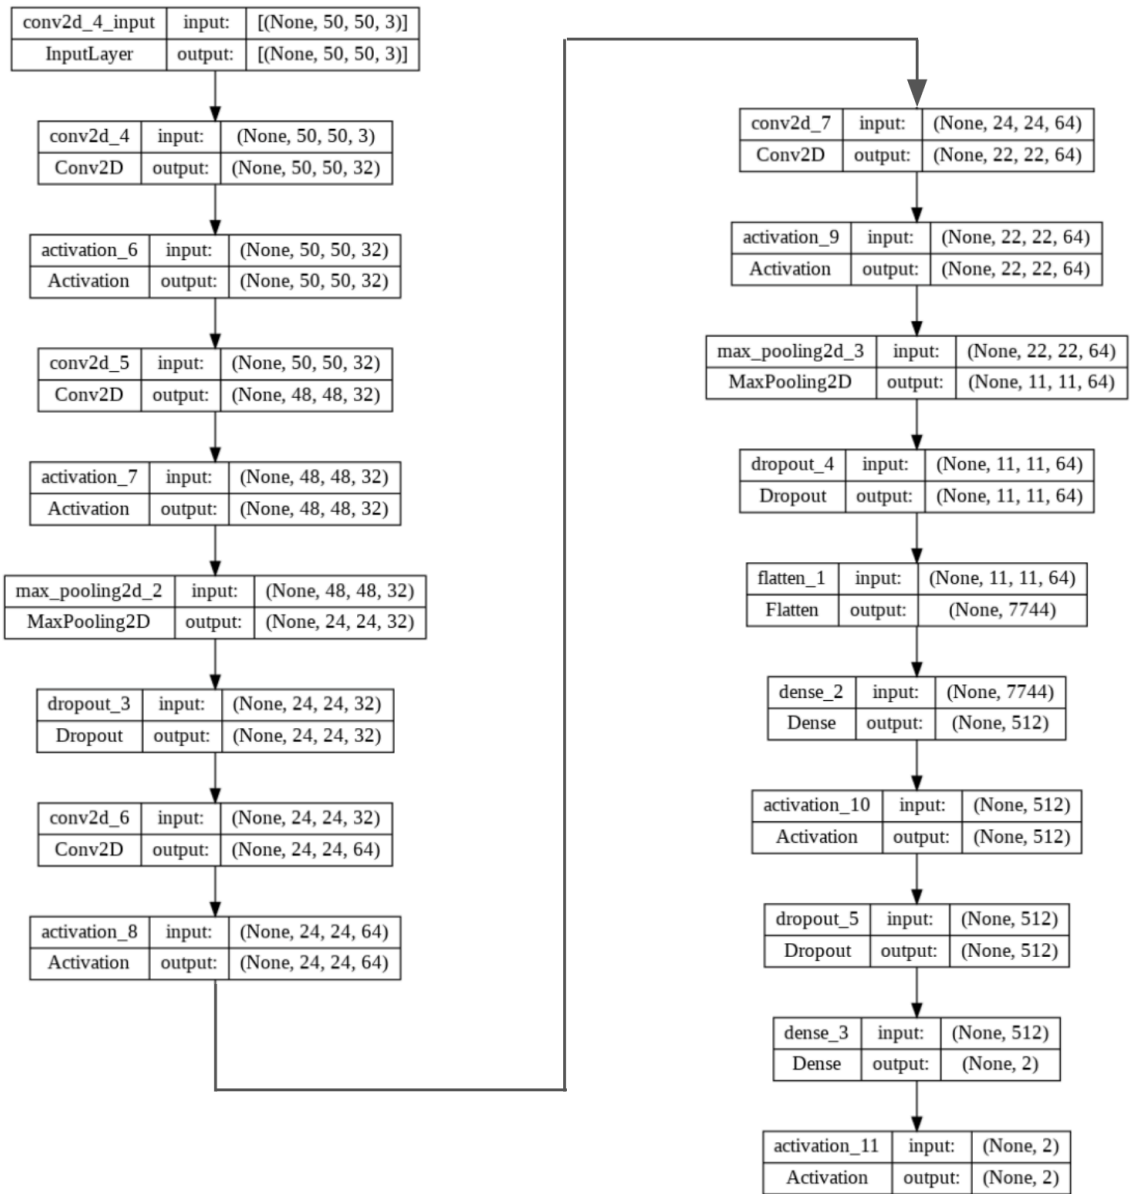 conv2d_4_input input: [(None, 50, 50, 3)]
InputLayer output: [(None, 50, 50, 3)]
conv2d_4 input: (None, 50, 50, 3)
Conv2D output: (None, 50, 50, 32)
activation_6 input: (None, 50, 50, 32)
Activation output: (None, 50, 50, 32)
conv2d_5 input: (None, 50, 50, 32)
Conv2D output: (None, 48, 48, 32)
activation_7 input: (None, 48, 48, 32)
Activation output: (None, 48, 48, 32)
max_pooling2d_2 input: (None, 48, 48, 32)
MaxPooling2D output: (None, 24, 24, 32)
dropout_3 input: (None, 24, 24, 32)
Dropout output: (None, 24, 24, 32)
conv2d_6 input: (None, 24, 24, 32)
Conv2D output: (None, 24, 24, 64)
activation_8 input: (None, 24, 24, 64)
Activation output: (None, 24, 24, 64)
conv2d_7 input: (None, 24, 24, 64)
Conv2D output: (None, 22, 22, 64)
activation_9 input: (None, 22, 22, 64)
Activation output: (None, 22, 22, 64)
max_pooling2d_3 input: (None, 22, 22, 64)
MaxPooling2D output: (None, 11, 11, 64)
dropout_4 input: (None, 11, 11, 64)
Dropout output: (None, 11, 11, 64)
flatten_1 input: (None, 11, 11, 64)
Flatten output: (None, 7744)
dense_2 input: (None, 7744)
Dense output: (None, 512)
activation_10 input: (None, 512)
Activation output: (None, 512)
dropout_5 input: (None, 512)
Dropout output: (None, 512)
dense_3 input: (None, 512)
Dense output: (None, 2)
activation_11 input: (None, 2)
Activation output: (None, 2)